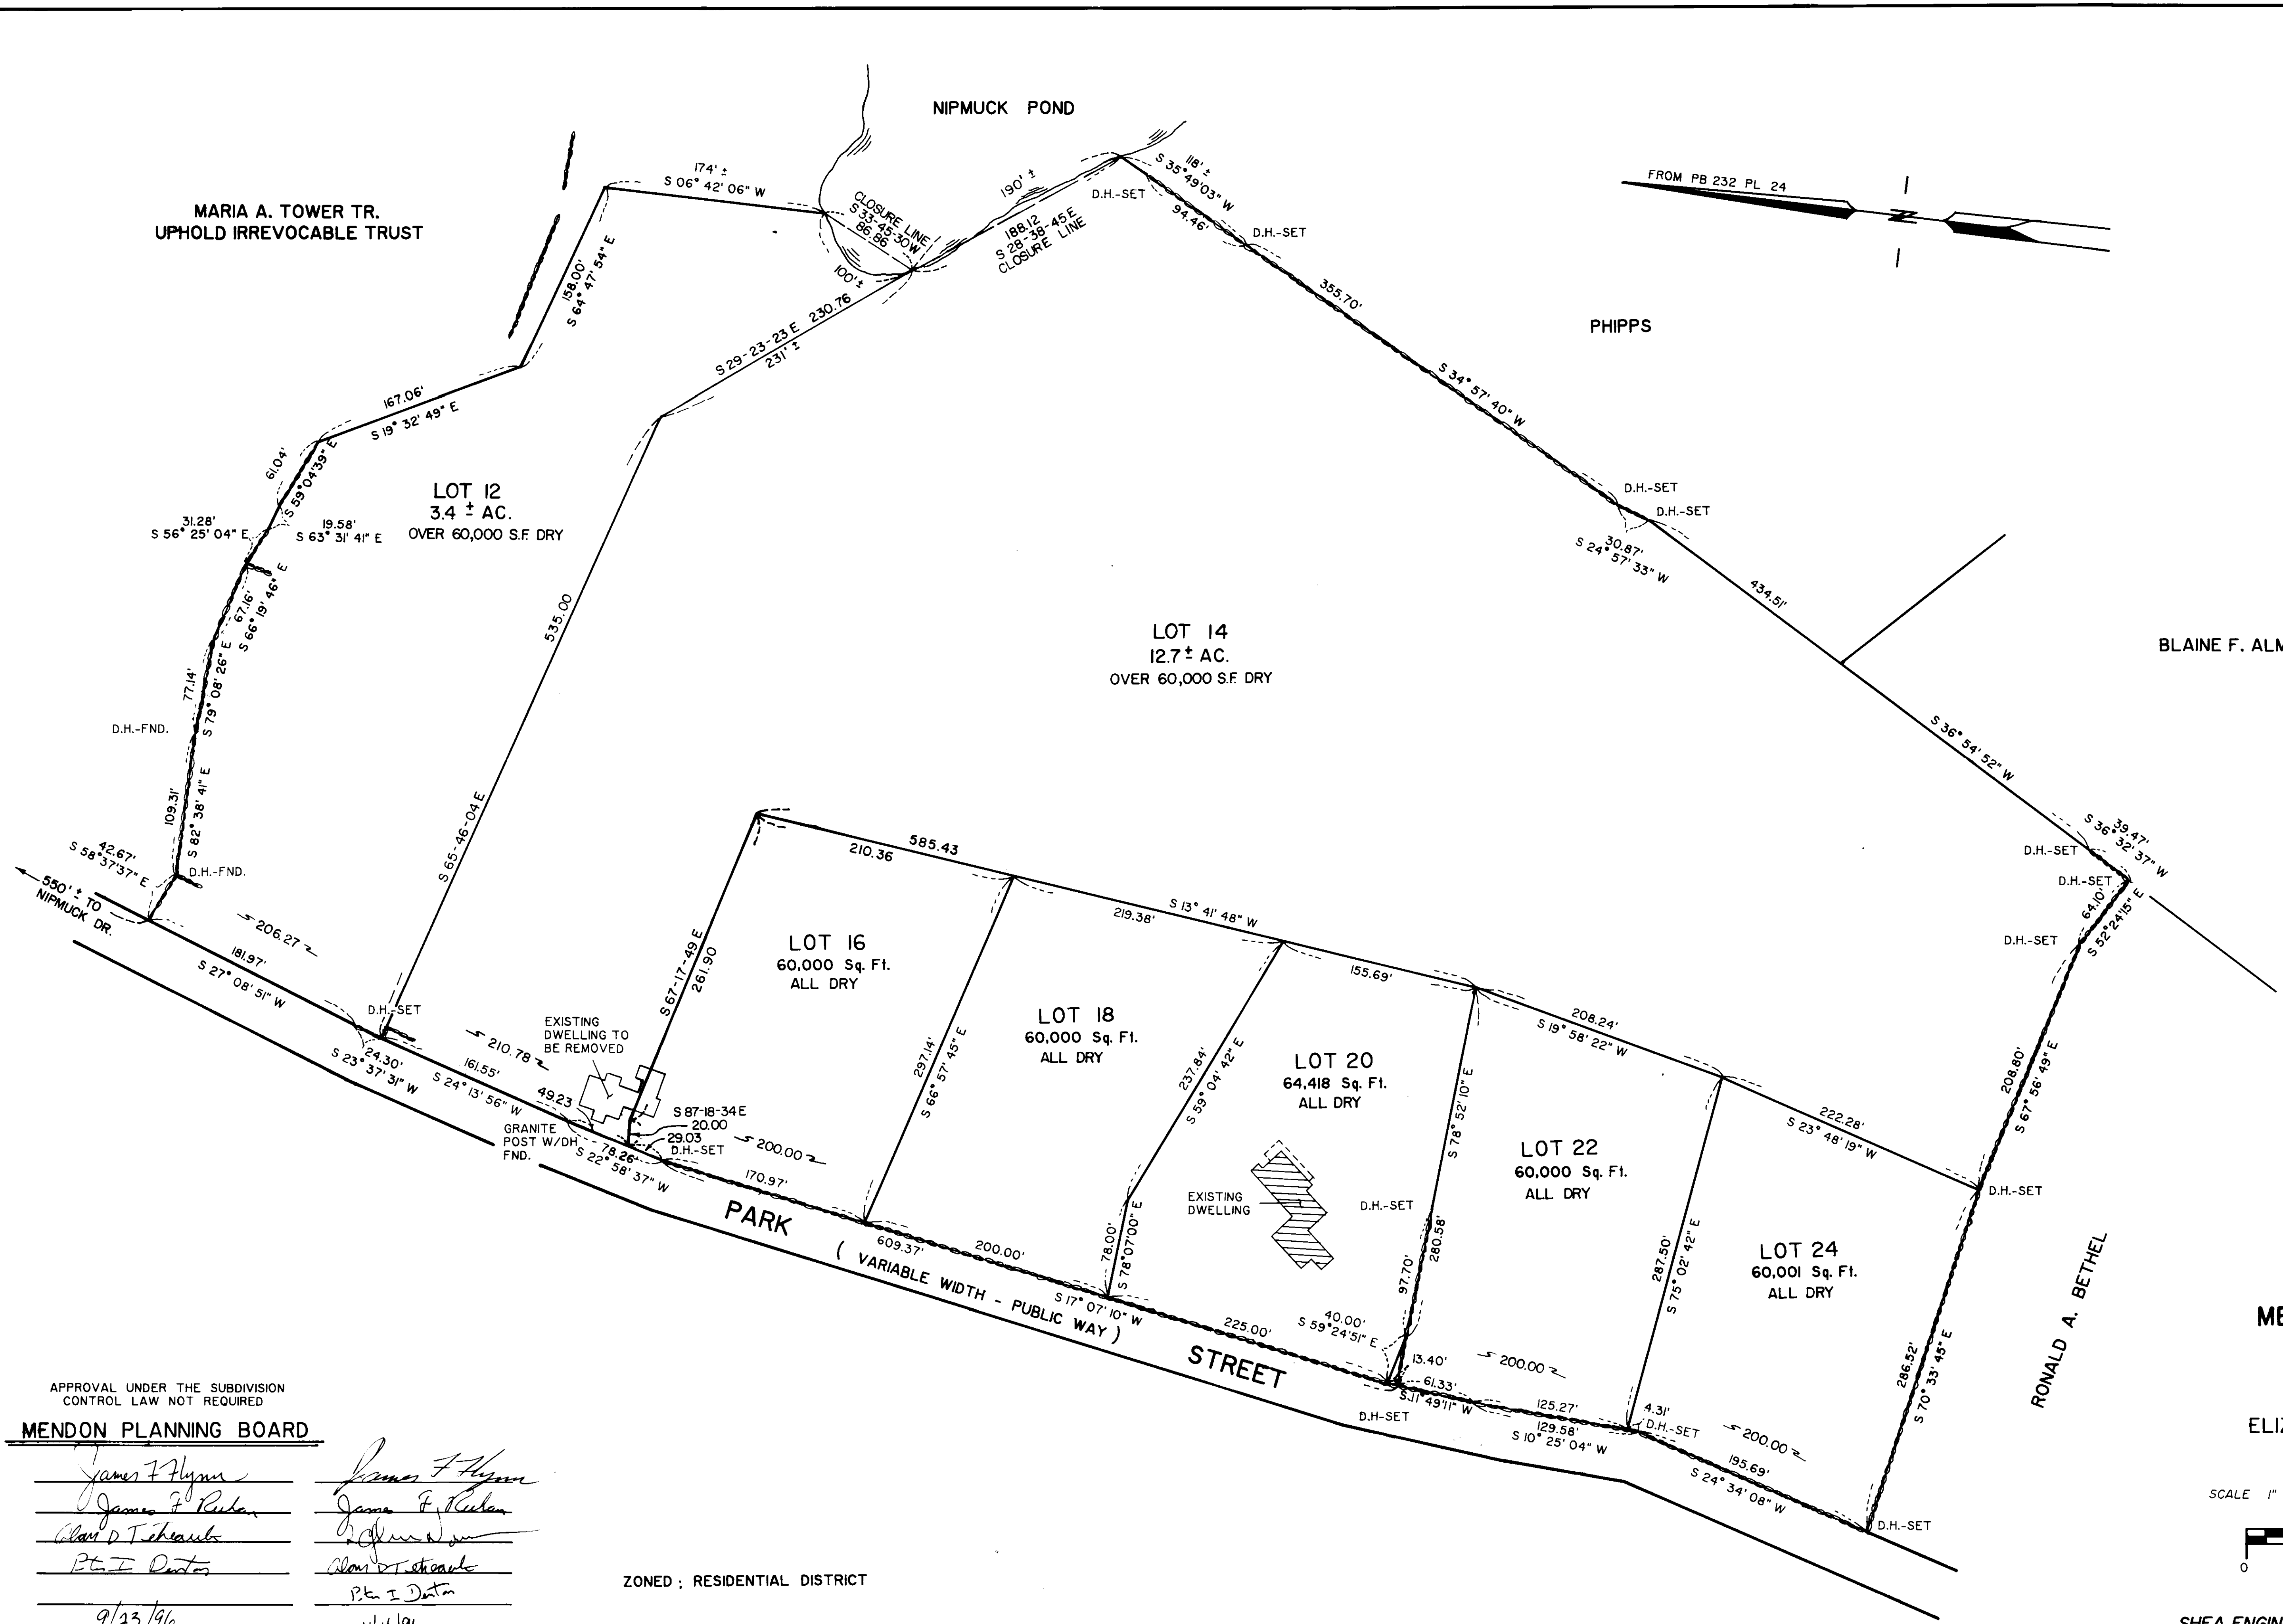 NIPMUCK POND
MARIA A. TOWER TR.
UPHOLD IRREVOCABLE TRUST
174' ±
S 06° 42' 06" W
158.00'
S 64° 47' 54" E
CLOSURE LINE
S 33-45-30 W
86.86
100' ±
190' ±
188.12
S 28-38-45 E
CLOSURE LINE
D.H.-SET
118' ±
S 35° 49' 03" W
94.46'
D.H.-SET
FROM PB 232 PL 24
N
PHIPPS
355.70'
S 34° 57' 40" W
D.H.-SET
D.H.-SET
30.87'
S 24° 57' 33" W
434.51'
S 36° 54' 52" W
BLAINE F. ALM
S 29-23-23 E 230.76
231' ±
167.06'
S 19° 32' 49" E
61.04'
S 59° 04' 39" E
31.28'
S 56° 25' 04" E
19.58'
S 63° 31' 41" E
67.16'
S 66° 19' 46" E
77.14'
S 79° 08' 26" E
D.H.-FND.
109.31'
S 82° 38' 41" E
42.67'
S 58° 37' 37" E
D.H.-FND.
550' ± TO
NIPMUCK DR.
LOT 12
3.4 ± AC.
OVER 60,000 S.F. DRY
535.00
S 65-46-04 E
LOT 14
12.7 ± AC.
OVER 60,000 S.F. DRY
206.27
181.97'
S 27° 08' 51" W
D.H.-SET
24.30'
S 23° 37' 31" W
210.78
161.55'
S 24° 13' 56" W
EXISTING
DWELLING TO
BE REMOVED
49.23
GRANITE
POST W/DH
FND.
78.26'
S 22° 58' 37" W
S 87-18-34 E
20.00
29.03
D.H.-SET
S 67-17-49 E
261.90
585.43
210.36
S 13° 41' 48" W
219.38'
155.69'
LOT 16
60,000 Sq. Ft.
ALL DRY
200.00
170.97'
297.14'
S 66° 57' 45" E
LOT 18
60,000 Sq. Ft.
ALL DRY
237.84'
S 59° 04' 42" E
78.00'
S 78° 07' 00" E
609.37'
200.00'
S 17° 07' 10" W
LOT 20
64,418 Sq. Ft.
ALL DRY
EXISTING
DWELLING
D.H.-SET
S 78° 52' 10" E
280.58'
97.70'
225.00'
40.00'
S 59° 24' 51" E
13.40'
61.33'
S 11° 49' 11" W
D.H-SET
208.24'
S 19° 58' 22" W
LOT 22
60,000 Sq. Ft.
ALL DRY
200.00
125.27'
129.58'
S 10° 25' 04" W
4.31'
D.H.-SET
287.50'
S 75° 02' 42" E
222.28'
S 23° 48' 19" W
LOT 24
60,001 Sq. Ft.
ALL DRY
200.00
195.69'
S 24° 34' 08" W
D.H.-SET
39.47'
S 36° 32' 37" W
D.H.-SET
D.H.-SET
64.10'
S 52° 24' 15" E
D.H.-SET
208.80'
S 67° 56' 49" E
D.H.-SET
286.52'
S 70° 33' 45" E
RONALD A. BETHEL
PARK STREET
( VARIABLE WIDTH - PUBLIC WAY )
APPROVAL UNDER THE SUBDIVISION
CONTROL LAW NOT REQUIRED
MENDON PLANNING BOARD
James F Flynn
James F Flynn
9/23/96
ZONED ; RESIDENTIAL DISTRICT
ME
ELIZ
SCALE 1"
0
SHEA ENGIN